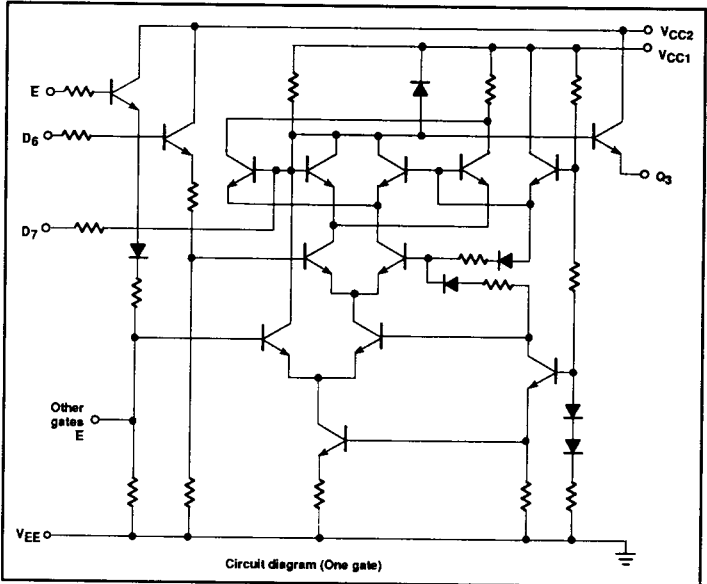 VCC2
VCC1
E
D6
D7
Q3
Other
gates
E
VEE
Circuit diagram (One gate)